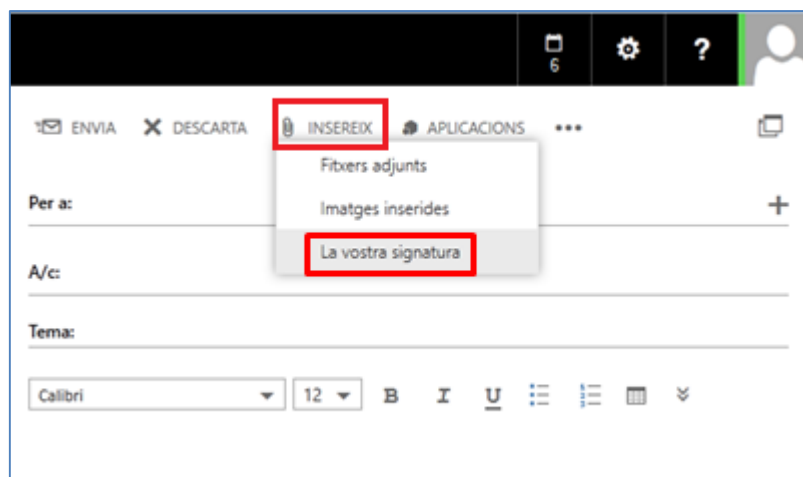 6
?
ENVIA DESCARTA INSEREIX APLICACIONS •••
Fitxers adjunts
Per a:
Imatges inserides
La vostra signatura
A/c:
Tema:
Calibri 12 B I U